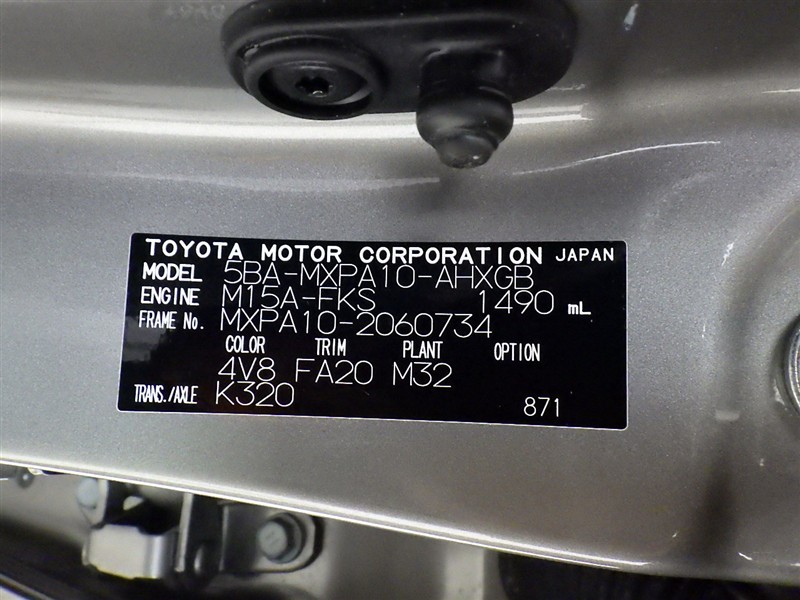 TOYOTA MOTOR CORPORATION JAPAN
MODEL 5BA-MXPA10-AHXGB
ENGINE M15A-FKS 1490 mL
FRAME No. MXPA10-2060734
COLOR TRIM PLANT OPTION
4V8 FA20 M32
TRANS./AXLE K320
871